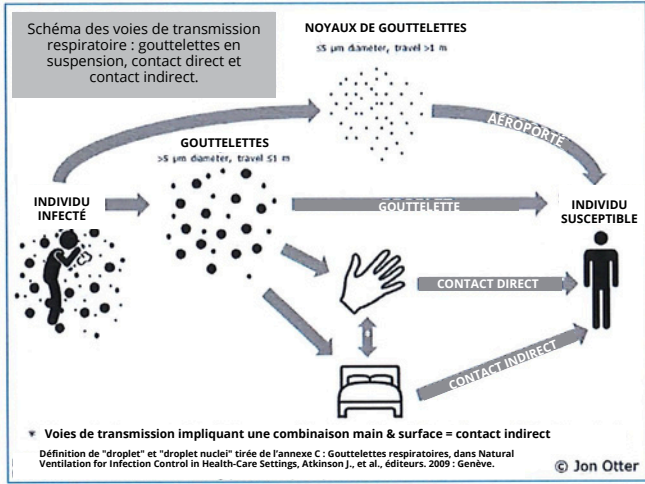 Schéma des voies de transmission
respiratoire : gouttelettes en
suspension, contact direct et
contact indirect.
NOYAUX DE GOUTTELETTES
≤5 µm diameter, travel >1 m
AÉROPORTÉ
GOUTTELETTES
>5 µm diameter, travel ≤1 m
INDIVIDU
INFECTÉ
GOUTTELETTE
INDIVIDU
SUSCEPTIBLE
CONTACT DIRECT
*
CONTACT INDIRECT
* Voies de transmission impliquant une combinaison main & surface = contact indirect
Définition de "droplet" et "droplet nuclei" tirée de l'annexe C : Gouttelettes respiratoires, dans Natural
Ventilation for Infection Control in Health-Care Settings, Atkinson J., et al., éditeurs. 2009 : Genève.
© Jon Otter